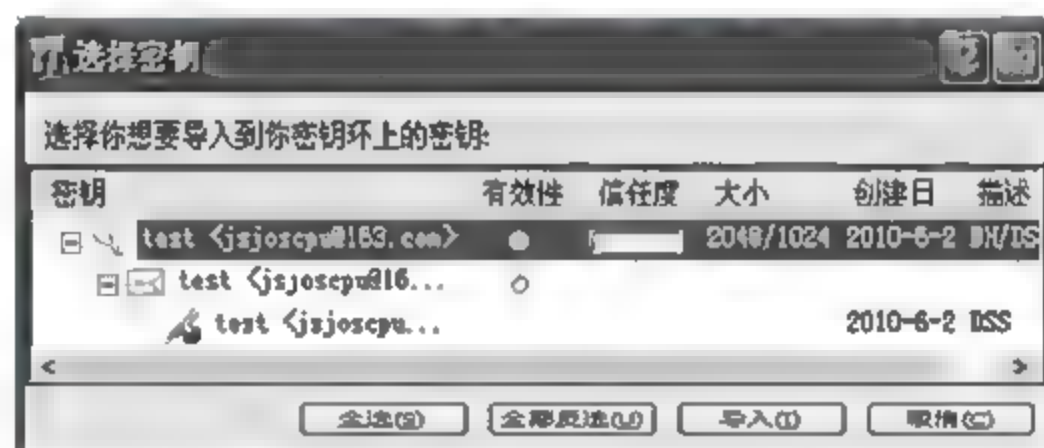 选择密钥
选择你想要导入到你密钥环上的密钥:
密钥 有效性 信任度 大小 创建日 描述
test <jsjoscpu@163.com> 2048/1024 2010-6-2 DH/DS
test <jsjoscpu@16...
test <jsjoscpu... 2010-6-2 DSS
全选(S) 全部反选(U) 导入(I) 取消(C)